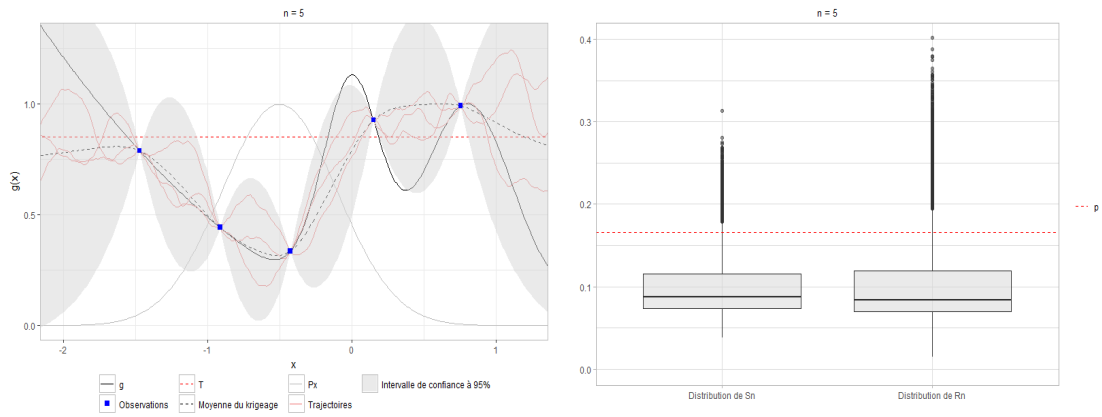 n = 5
g(x)
1.0
0.5
0.0
-2
-1
0
1
x
g
T
Px
Intervalle de confiance à 95%
Observations
Moyenne du krigeage
Trajectoires
n = 5
0.4
0.3
0.2
0.1
0.0
Distribution de Sn
Distribution de Rn
p